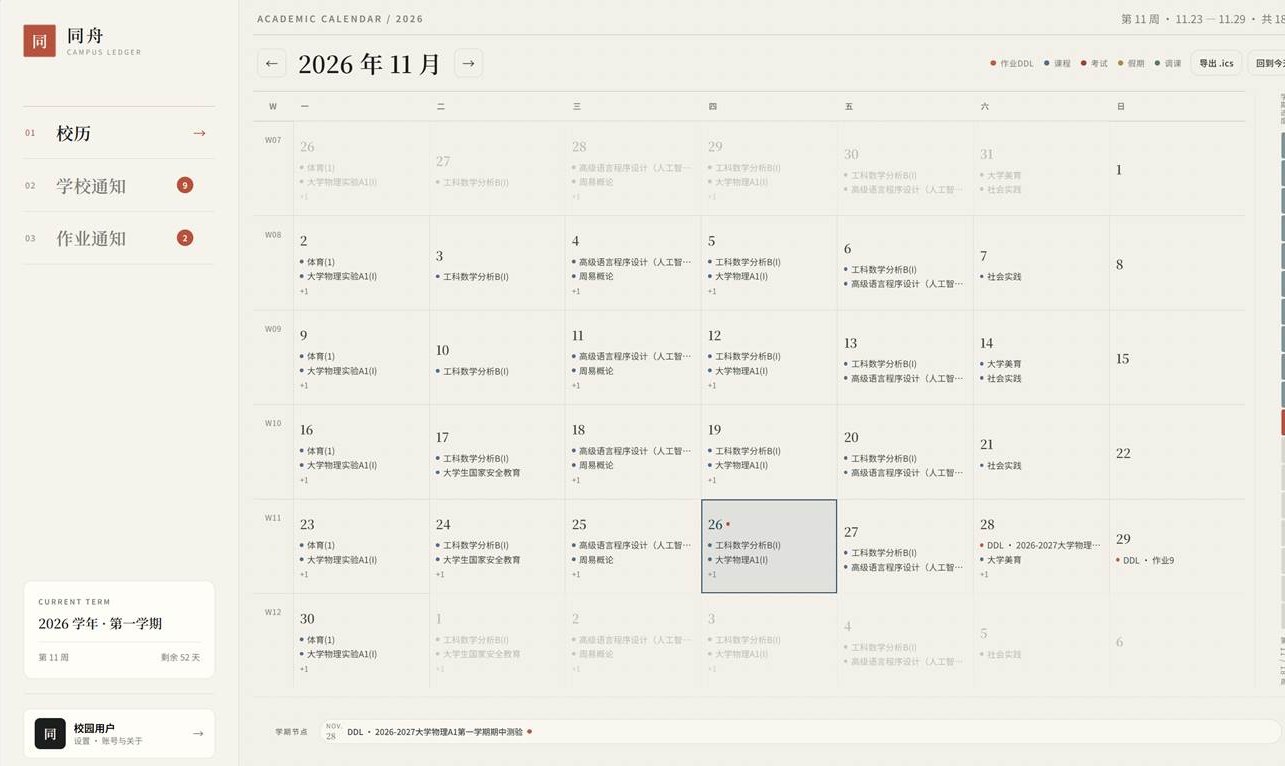 同
同舟
CAMPUS LEDGER
01 校历 →
02 学校通知 9
03 作业通知 2
CURRENT TERM
2026 学年 · 第一学期
第 11 周 剩余 52 天
同
校园用户
设置 · 账号与关于 →
ACADEMIC CALENDAR / 2026
第 11 周 · 11.23 — 11.29 · 共 18
← 2026 年 11 月 →
作业DDL 课程 考试 假期 调课 导出 .ics 回到今
W 一 二 三 四 五 六 日
W07
26
体育(1)
大学物理实验A1(I)
+1
27
工科数学分析B(I)
28
高级语言程序设计（人工智…
周易概论
+1
29
工科数学分析B(I)
大学物理A1(I)
+1
30
工科数学分析B(I)
高级语言程序设计（人工智…
31
大学美育
社会实践
1
W08
2
体育(1)
大学物理实验A1(I)
+1
3
工科数学分析B(I)
4
高级语言程序设计（人工智…
周易概论
+1
5
工科数学分析B(I)
大学物理A1(I)
+1
6
工科数学分析B(I)
高级语言程序设计（人工智…
7
社会实践
8
W09
9
体育(1)
大学物理实验A1(I)
+1
10
工科数学分析B(I)
11
高级语言程序设计（人工智…
周易概论
+1
12
工科数学分析B(I)
大学物理A1(I)
+1
13
工科数学分析B(I)
高级语言程序设计（人工智…
14
大学美育
社会实践
15
W10
16
体育(1)
大学物理实验A1(I)
+1
17
工科数学分析B(I)
大学生国家安全教育
18
高级语言程序设计（人工智…
周易概论
+1
19
工科数学分析B(I)
大学物理A1(I)
+1
20
工科数学分析B(I)
高级语言程序设计（人工智…
21
社会实践
22
W11
23
体育(1)
大学物理实验A1(I)
+1
24
工科数学分析B(I)
大学生国家安全教育
+1
25
高级语言程序设计（人工智…
周易概论
+1
26
工科数学分析B(I)
大学物理A1(I)
+1
27
工科数学分析B(I)
高级语言程序设计（人工智…
28
DDL · 2026-2027大学物理…
大学美育
+1
29
DDL · 作业9
W12
30
体育(1)
大学物理实验A1(I)
+1
1
工科数学分析B(I)
大学生国家安全教育
+1
2
高级语言程序设计（人工智…
周易概论
+1
3
工科数学分析B(I)
大学物理A1(I)
+1
4
工科数学分析B(I)
高级语言程序设计（人工智…
5
社会实践
6
学期节点
NOV.
28
DDL · 2026-2027大学物理A1第一学期期中测验